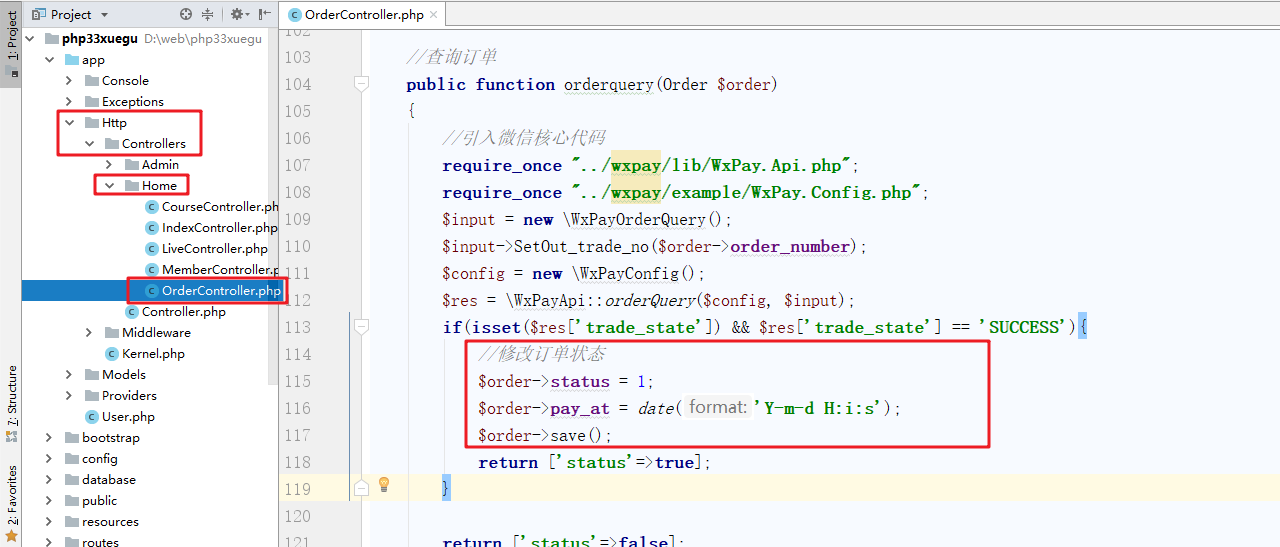 Project
OrderController.php
php33xuegu D:\web\php33xuegu
app
Console
Exceptions
Http
Controllers
Admin
Home
CourseController.ph
IndexController.php
LiveController.php
MemberController.p
OrderController.php
Controller.php
Middleware
Kernel.php
Models
Providers
User.php
bootstrap
config
database
public
resources
routes
1: Project
7: Structure
2: Favorites
102
103 //查询订单
104 public function orderquery(Order $order)
105 {
106 //引入微信核心代码
107 require_once "../wxpay/lib/WxPay.Api.php";
108 require_once "../wxpay/example/WxPay.Config.php";
109 $input = new \WxPayOrderQuery();
110 $input->SetOut_trade_no($order->order_number);
111 $config = new \WxPayConfig();
112 $res = \WxPayApi::orderQuery($config, $input);
113 if(isset($res['trade_state']) && $res['trade_state'] == 'SUCCESS'){
114 //修改订单状态
115 $order->status = 1;
116 $order->pay_at = date( format: 'Y-m-d H:i:s');
117 $order->save();
118 return ['status'=>true];
119 }
120
121 return ['status'=>false];